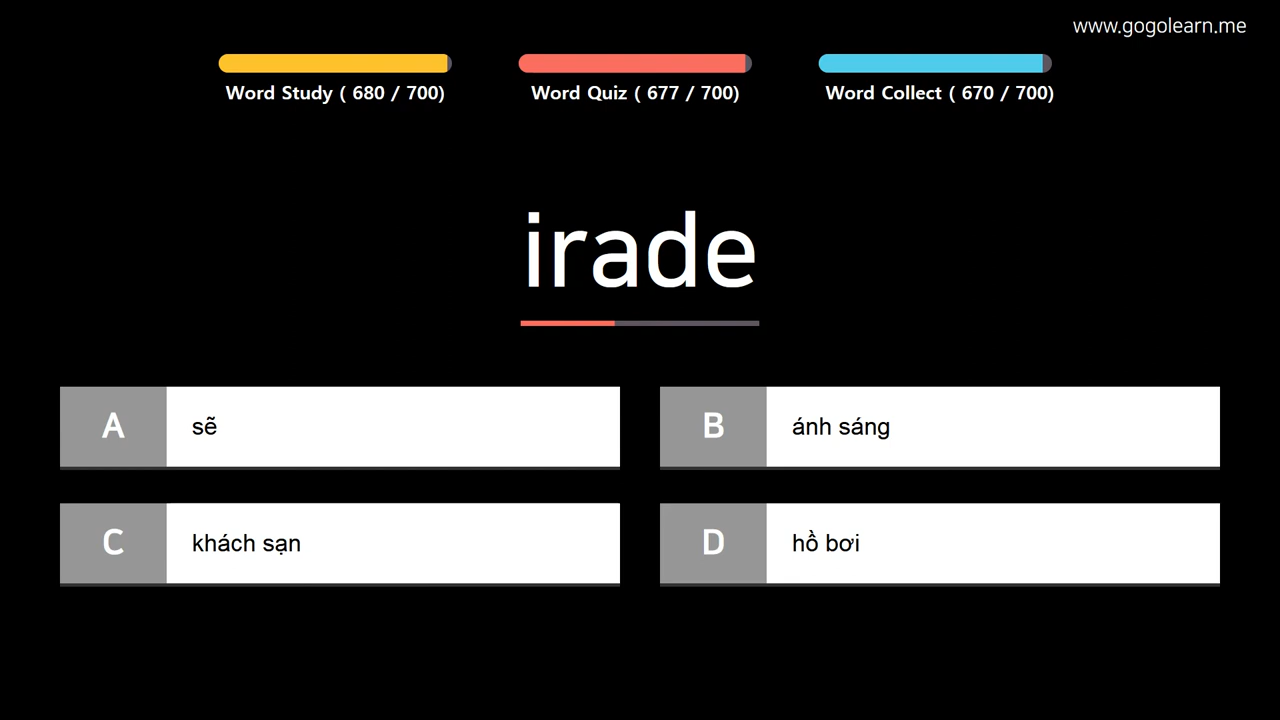 www.gogolearn.me
Word Study ( 680 / 700)
Word Quiz ( 677 / 700)
Word Collect ( 670 / 700)
irade
A sẽ
B ánh sáng
C khách sạn
D hồ bơi